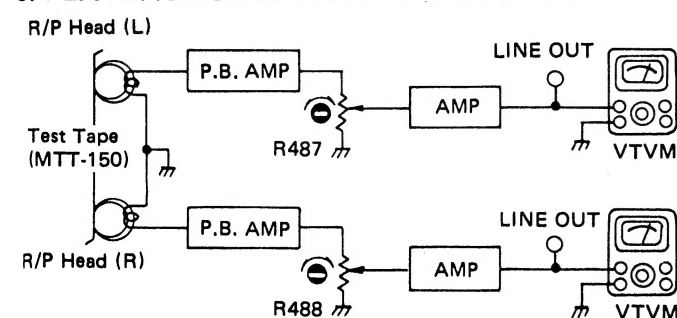 R/P Head (L)
LINE OUT
P.B. AMP
AMP
Test Tape
(MTT-150)
R487
VTVM
LINE OUT
P.B. AMP
AMP
R/P Head (R)
R488
VTVM